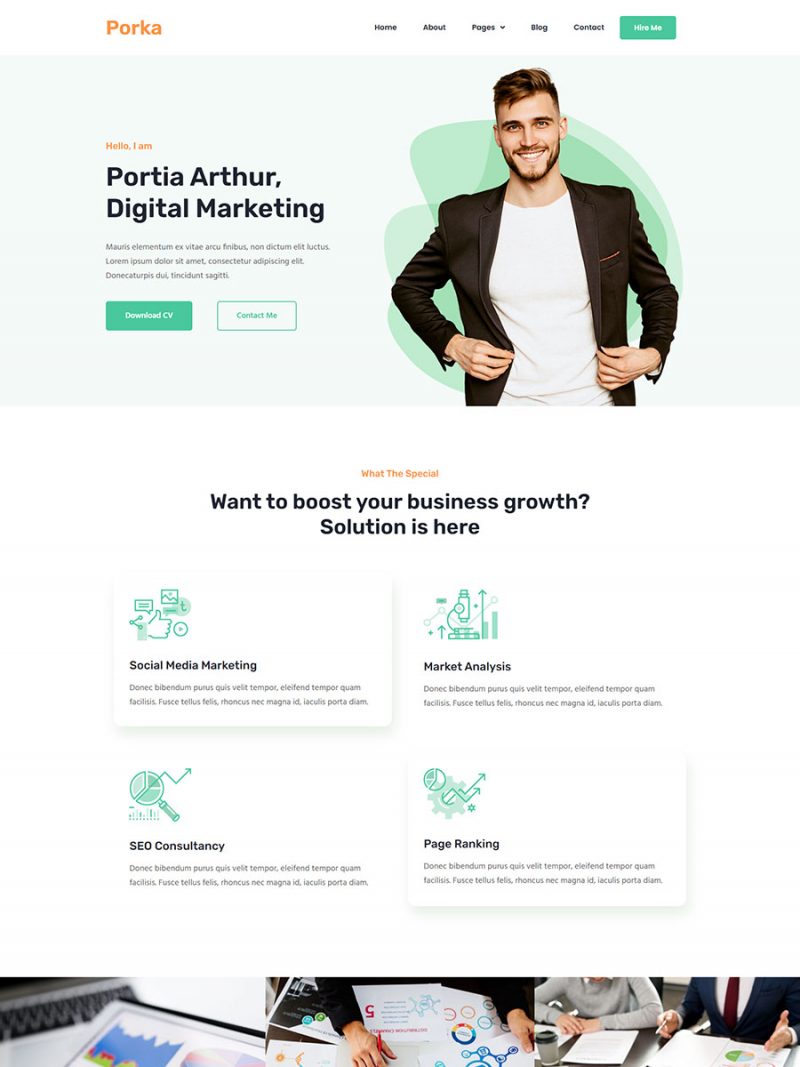 Porka
Home About Pages Blog Contact Hire Me
Hello, I am
Portia Arthur,
Digital Marketing
Mauris elementum ex vitae arcu finibus, non dictum elit luctus.
Lorem ipsum dolor sit amet, consectetur adipiscing elit.
Donecaturpis dui, tincidunt sagitti.
Download CV Contact Me
What The Special
Want to boost your business growth?
Solution is here
Social Media Marketing
Donec bibendum purus quis velit tempor, eleifend tempor quam
facilisis. Fusce tellus felis, rhoncus nec magna id, iaculis porta diam.
Market Analysis
Donec bibendum purus quis velit tempor, eleifend tempor quam
facilisis. Fusce tellus felis, rhoncus nec magna id, iaculis porta diam.
SEO Consultancy
Donec bibendum purus quis velit tempor, eleifend tempor quam
facilisis. Fusce tellus felis, rhoncus nec magna id, iaculis porta diam.
Page Ranking
Donec bibendum purus quis velit tempor, eleifend tempor quam
facilisis. Fusce tellus felis, rhoncus nec magna id, iaculis porta diam.
5
DISTRIBUTION CHANNELS